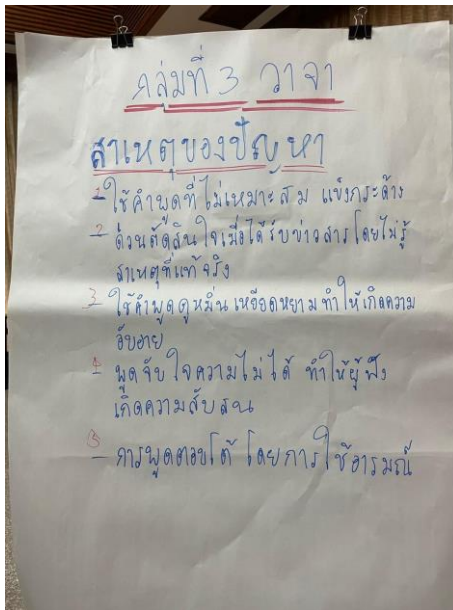 กลุ่มที่ 3 วาจา
สาเหตุของปัญหา
1- ใช้คำพูดที่ไม่เหมาะสม แข็งกระด้าง
2- ด่วนตัดสินใจเมื่อได้รับข่าวสารโดยไม่รู้
สาเหตุที่แท้จริง
3- ใช้คำพูดดูหมิ่น เหยียดหยาม ทำให้เกิดความ
อับอาย
4- พูดจับใจความไม่ได้ ทำให้ผู้ฟัง
เกิดความสับสน
5- การพูดตอบโต้ โดยการใช้อารมณ์